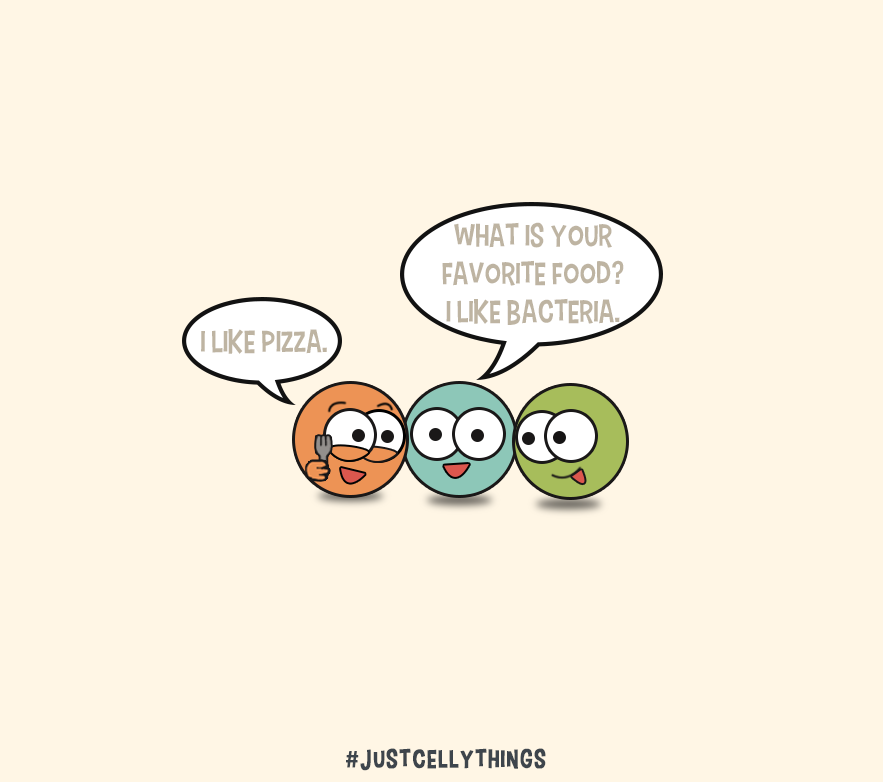 WHAT IS YOUR
FAVORITE FOOD?
I LIKE BACTERIA.
I LIKE PIZZA.
#JUSTCELLYTHINGS